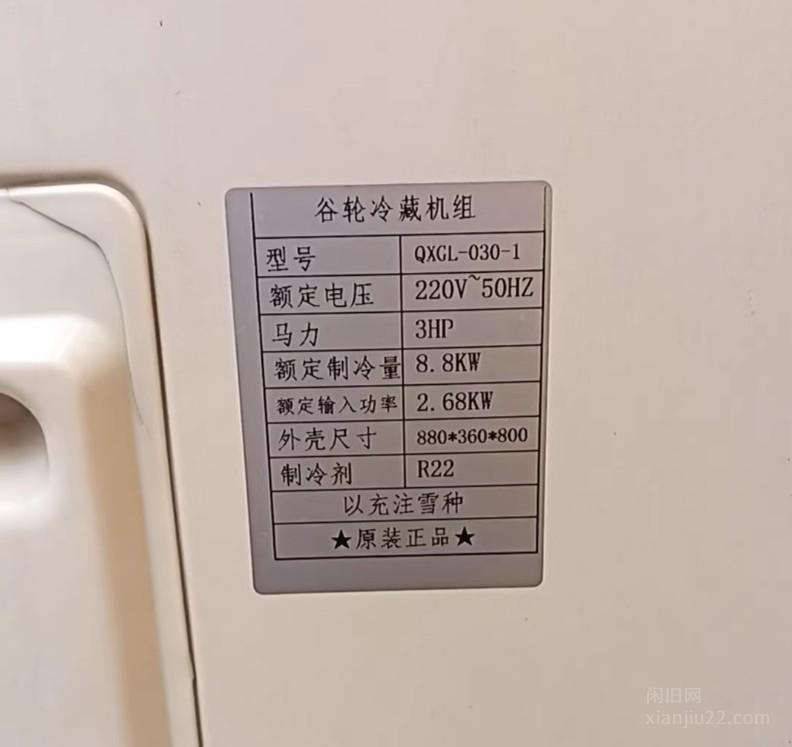 谷轮冷藏机组
型号 QXGL-030-1
额定电压 220V~50HZ
马力 3HP
额定制冷量 8.8KW
额定输入功率 2.68KW
外壳尺寸 880*360*800
制冷剂 R22
以充注雪种
★原装正品★
闲旧网
xianjiu22.com